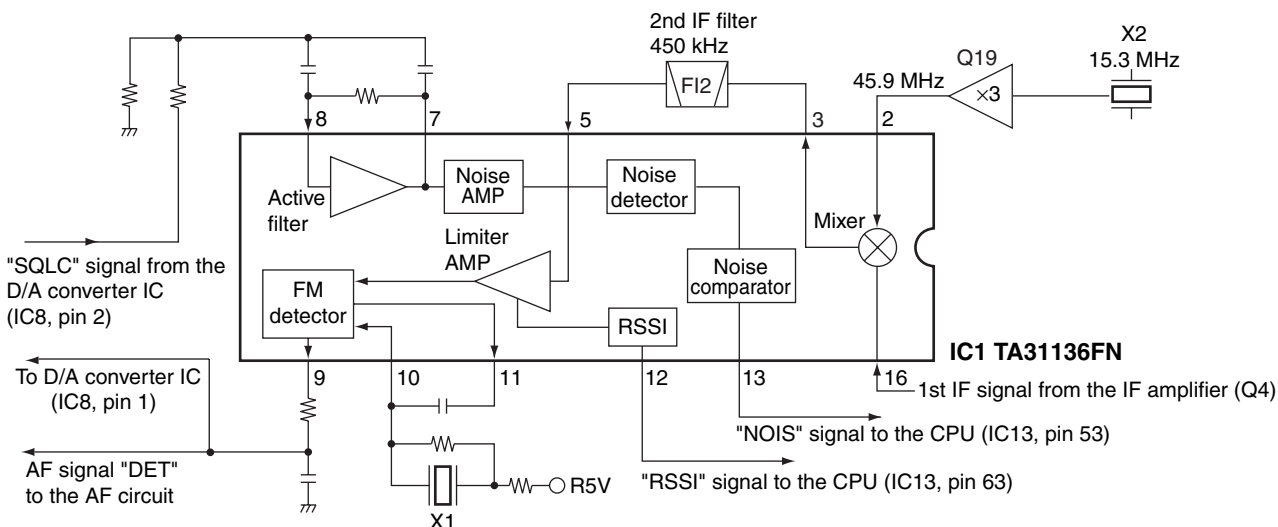 2nd IF filter
450 kHz
FI2
X2
15.3 MHz
Q19
×3
45.9 MHz
8
7
5
3
2
Active
filter
Noise
AMP
Noise
detector
Mixer
Limiter
AMP
"SQLC" signal from the
D/A converter IC
(IC8, pin 2)
FM
detector
Noise
comparator
RSSI
IC1 TA31136FN
9
10
11
12
13
16
To D/A converter IC
(IC8, pin 1)
1st IF signal from the IF amplifier (Q4)
"NOIS" signal to the CPU (IC13, pin 53)
AF signal "DET"
to the AF circuit
"RSSI" signal to the CPU (IC13, pin 63)
R5V
X1